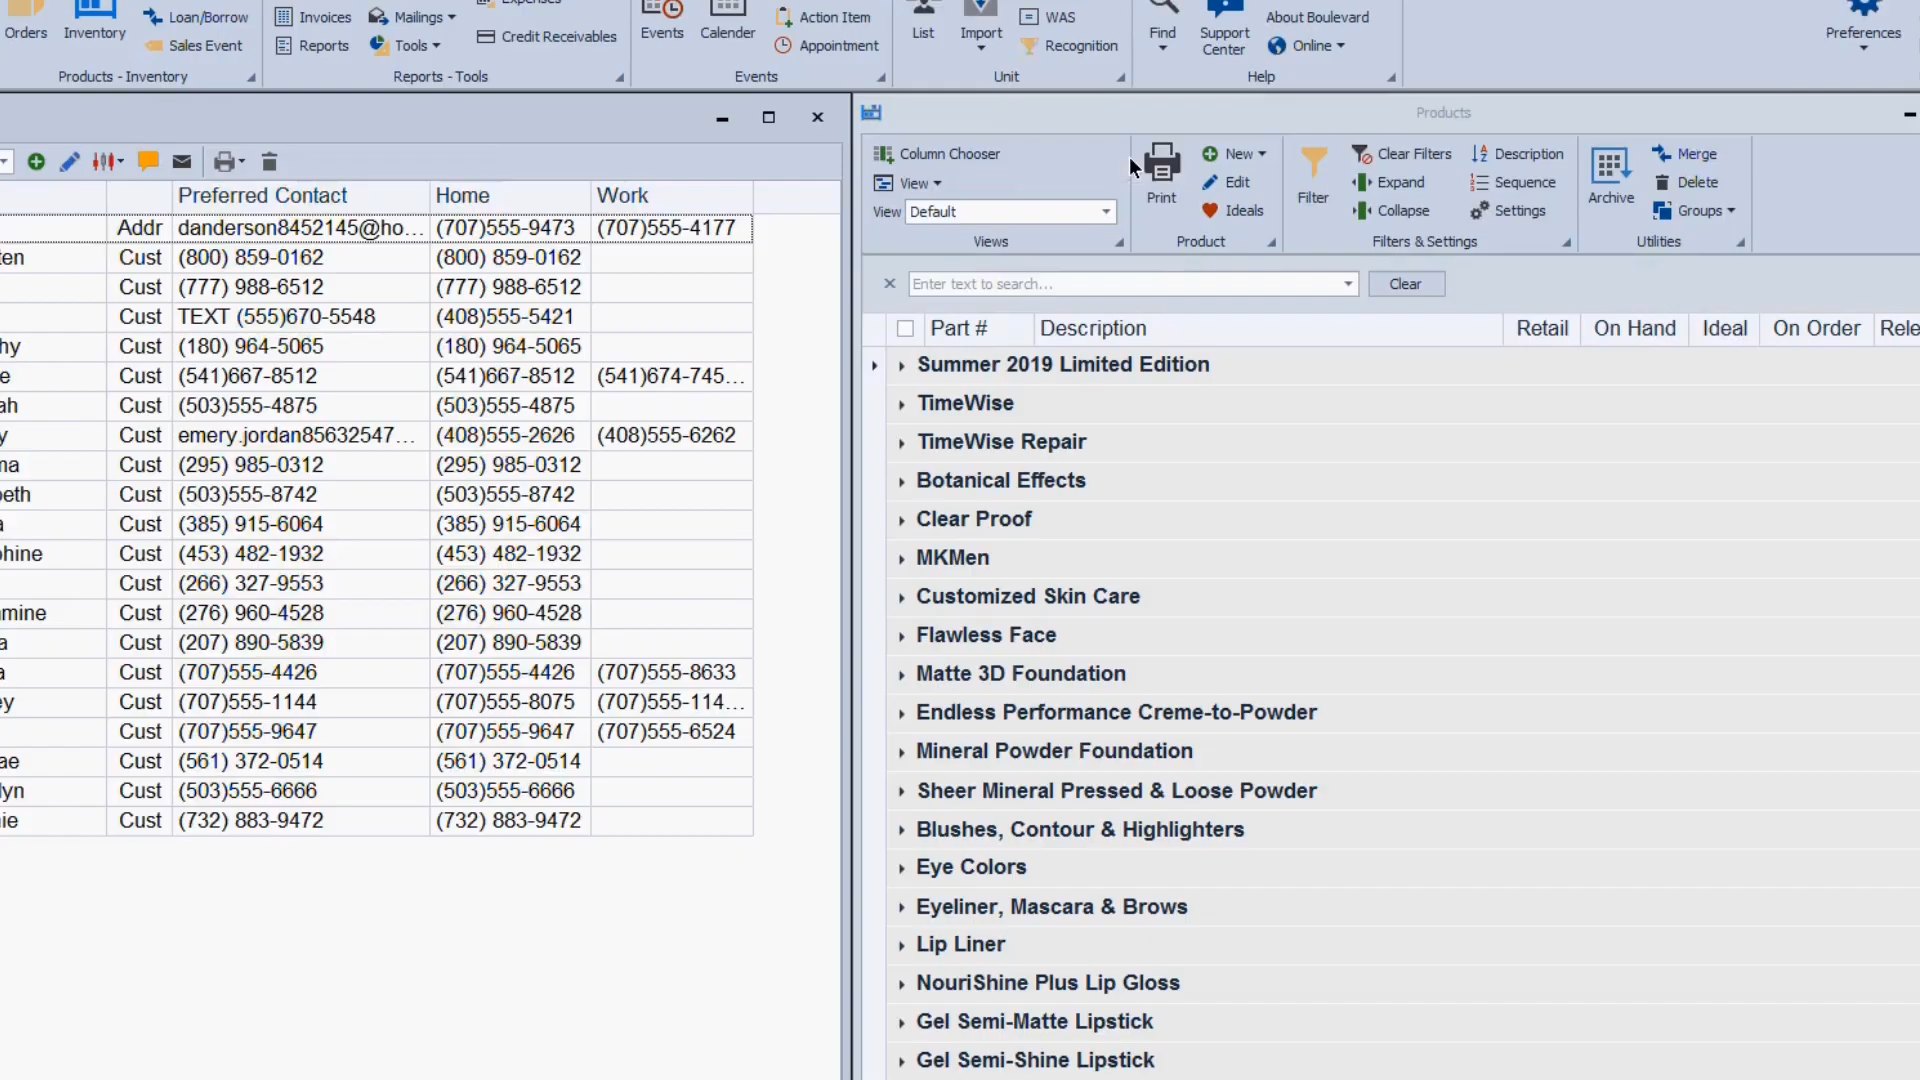 Orders
Inventory
Loan/Borrow
Sales Event
Products - Inventory
Invoices
Reports
Mailings
Tools
Expenses
Credit Receivables
Reports - Tools
Events
Calender
Action Item
Appointment
Events
List
Import
WAS
Recognition
Unit
Find
Support
Center
About Boulevard
Online
Help
Preferences
Products
Column Chooser
View
View Default
Views
Print
New
Edit
Ideals
Product
Filter
Clear Filters
Expand
Collapse
Description
Sequence
Settings
Filters & Settings
Archive
Merge
Delete
Groups
Utilities
Enter text to search...
Clear
Preferred Contact Home Work
Addr danderson8452145@ho... (707)555-9473 (707)555-4177
ten Cust (800) 859-0162 (800) 859-0162
Cust (777) 988-6512 (777) 988-6512
Cust TEXT (555)670-5548 (408)555-5421
hy Cust (180) 964-5065 (180) 964-5065
e Cust (541)667-8512 (541)667-8512 (541)674-745...
ah Cust (503)555-4875 (503)555-4875
y Cust emery.jordan85632547... (408)555-2626 (408)555-6262
ma Cust (295) 985-0312 (295) 985-0312
beth Cust (503)555-8742 (503)555-8742
a Cust (385) 915-6064 (385) 915-6064
phine Cust (453) 482-1932 (453) 482-1932
Cust (266) 327-9553 (266) 327-9553
mine Cust (276) 960-4528 (276) 960-4528
a Cust (207) 890-5839 (207) 890-5839
a Cust (707)555-4426 (707)555-4426 (707)555-8633
ey Cust (707)555-1144 (707)555-8075 (707)555-114...
Cust (707)555-9647 (707)555-9647 (707)555-6524
ae Cust (561) 372-0514 (561) 372-0514
lyn Cust (503)555-6666 (503)555-6666
ie Cust (732) 883-9472 (732) 883-9472
Part # Description Retail On Hand Ideal On Order Rele
Summer 2019 Limited Edition
TimeWise
TimeWise Repair
Botanical Effects
Clear Proof
MKMen
Customized Skin Care
Flawless Face
Matte 3D Foundation
Endless Performance Creme-to-Powder
Mineral Powder Foundation
Sheer Mineral Pressed & Loose Powder
Blushes, Contour & Highlighters
Eye Colors
Eyeliner, Mascara & Brows
Lip Liner
NouriShine Plus Lip Gloss
Gel Semi-Matte Lipstick
Gel Semi-Shine Lipstick